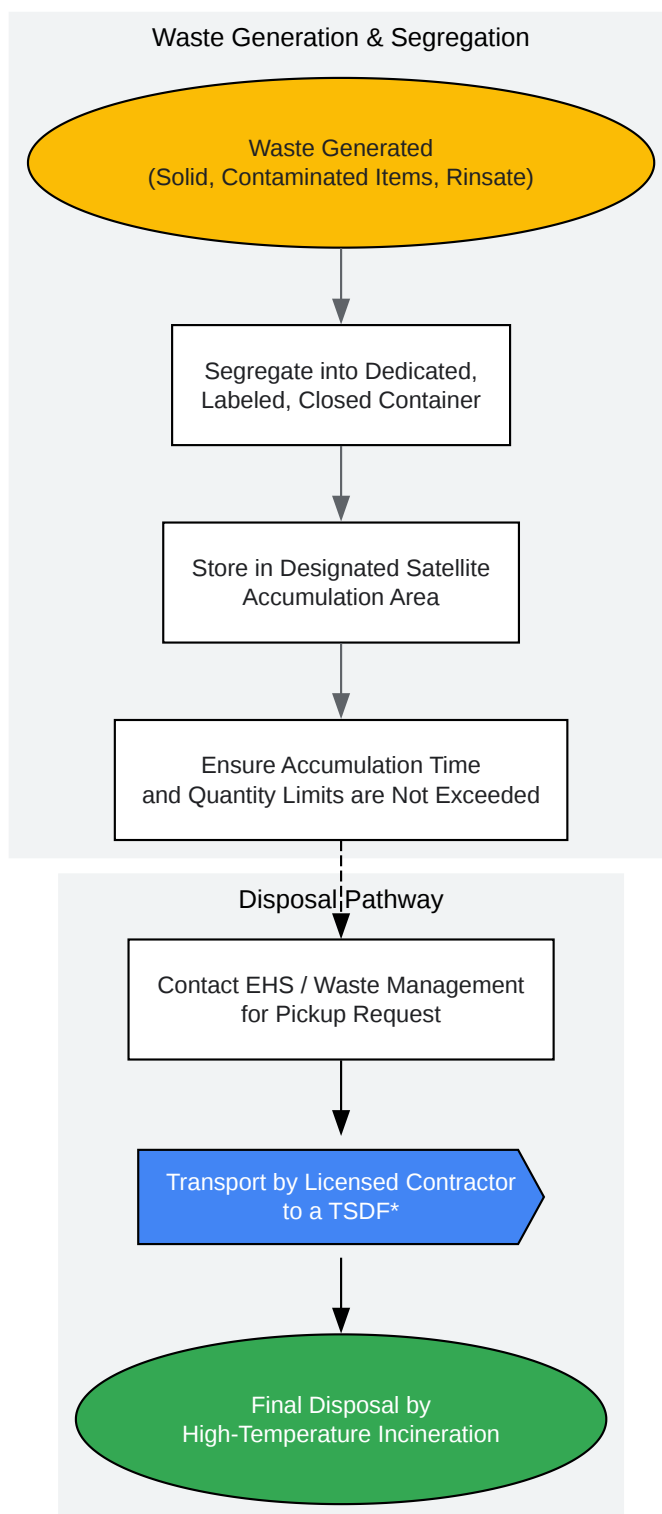 Waste Generation & Segregation
Waste Generated
(Solid, Contaminated Items, Rinsate)
Segregate into Dedicated,
Labeled, Closed Container
Store in Designated Satellite
Accumulation Area
Ensure Accumulation Time
and Quantity Limits are Not Exceeded
Disposal Pathway
Contact EHS / Waste Management
for Pickup Request
Transport by Licensed Contractor
to a TSDF*
Final Disposal by
High-Temperature Incineration